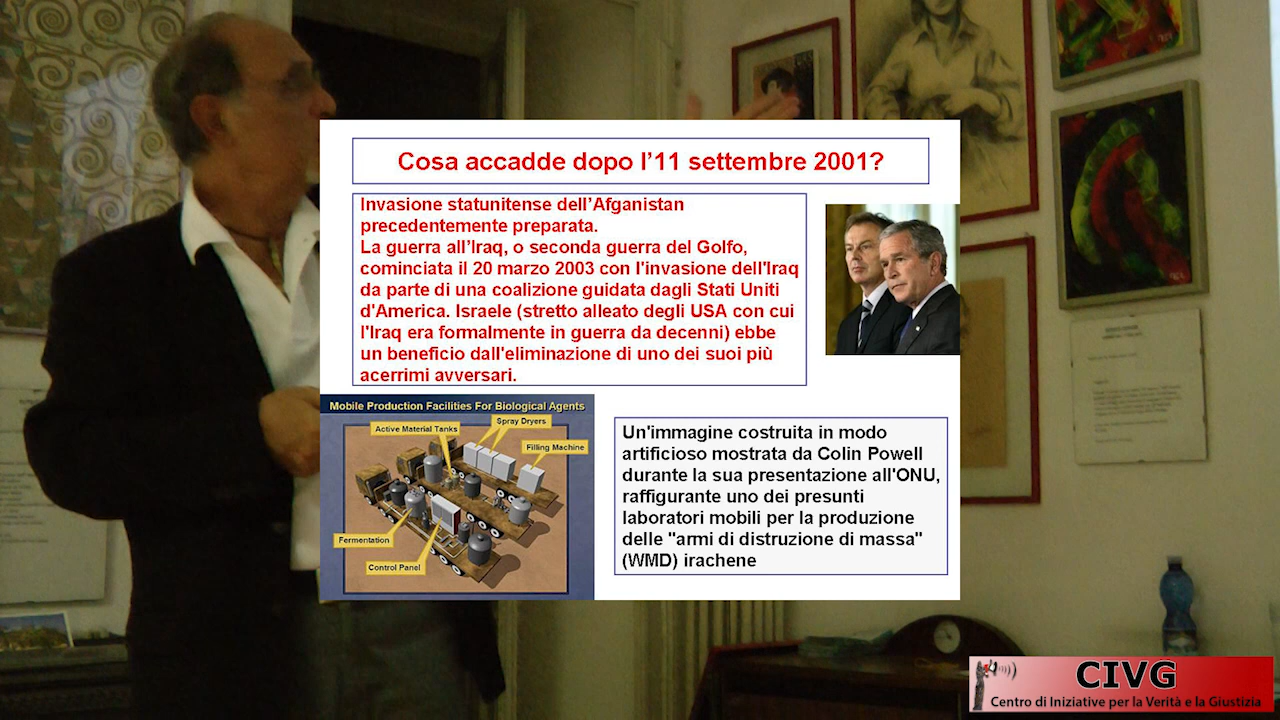 Cosa accadde dopo l'11 settembre 2001?
Invasione statunitense dell'Afganistan
precedentemente preparata.
La guerra all'Iraq, o seconda guerra del Golfo,
cominciata il 20 marzo 2003 con l'invasione dell'Iraq
da parte di una coalizione guidata dagli Stati Uniti
d'America. Israele (stretto alleato degli USA con cui
l'Iraq era formalmente in guerra da decenni) ebbe
un beneficio dall'eliminazione di uno dei suoi più
acerrimi avversari.
Mobile Production Facilities For Biological Agents
Active Material Tanks
Spray Dryers
Filling Machine
Fermentation
Control Panel
Un'immagine costruita in modo
artificioso mostrata da Colin Powell
durante la sua presentazione all'ONU,
raffigurante uno dei presunti
laboratori mobili per la produzione
delle "armi di distruzione di massa"
(WMD) irachene
CIVG
Centro di Iniziative per la Verità e la Giustizia